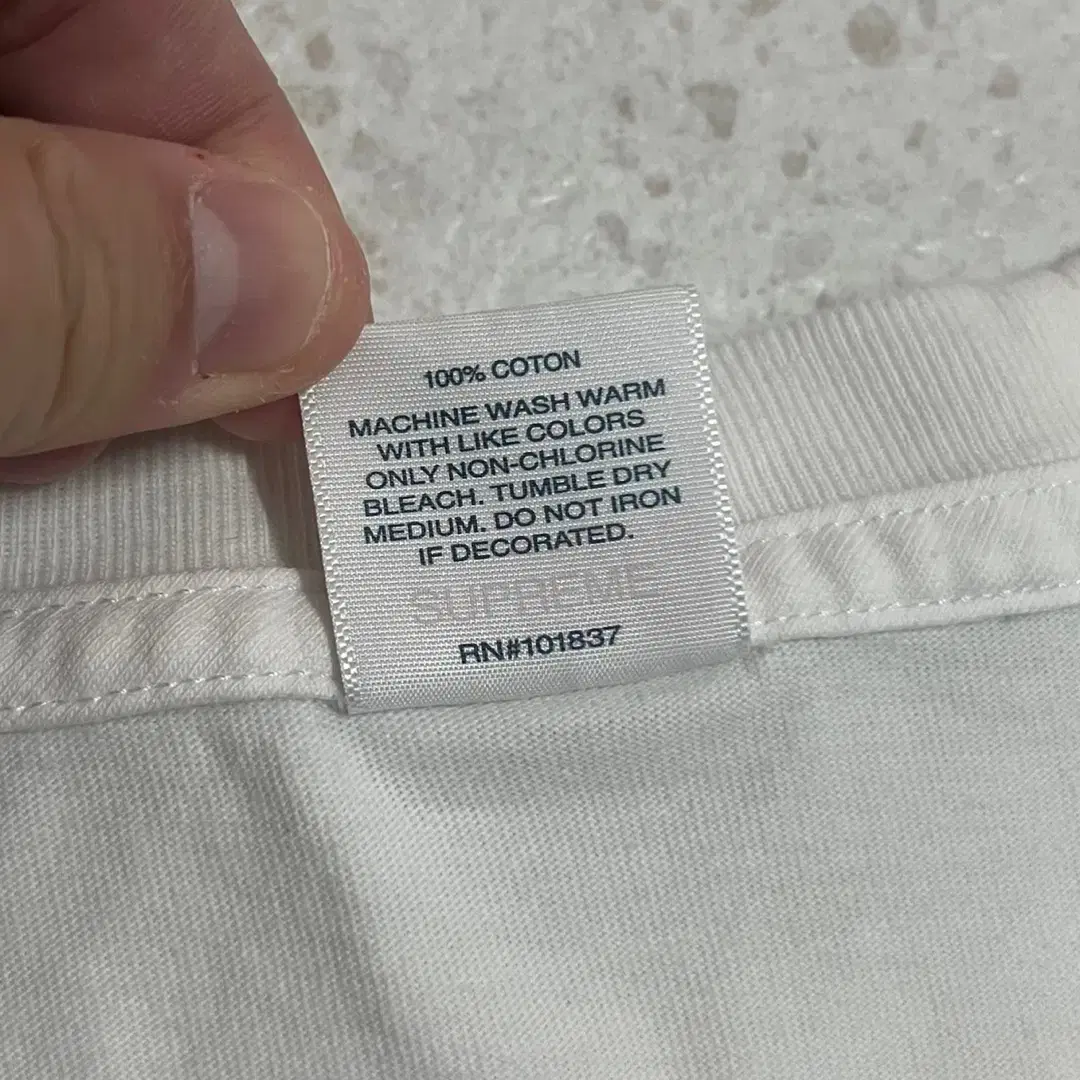 100% COTON
MACHINE WASH WARM
WITH LIKE COLORS
ONLY NON-CHLORINE
BLEACH. TUMBLE DRY
MEDIUM. DO NOT IRON
IF DECORATED.
SUPREME
RN#101837